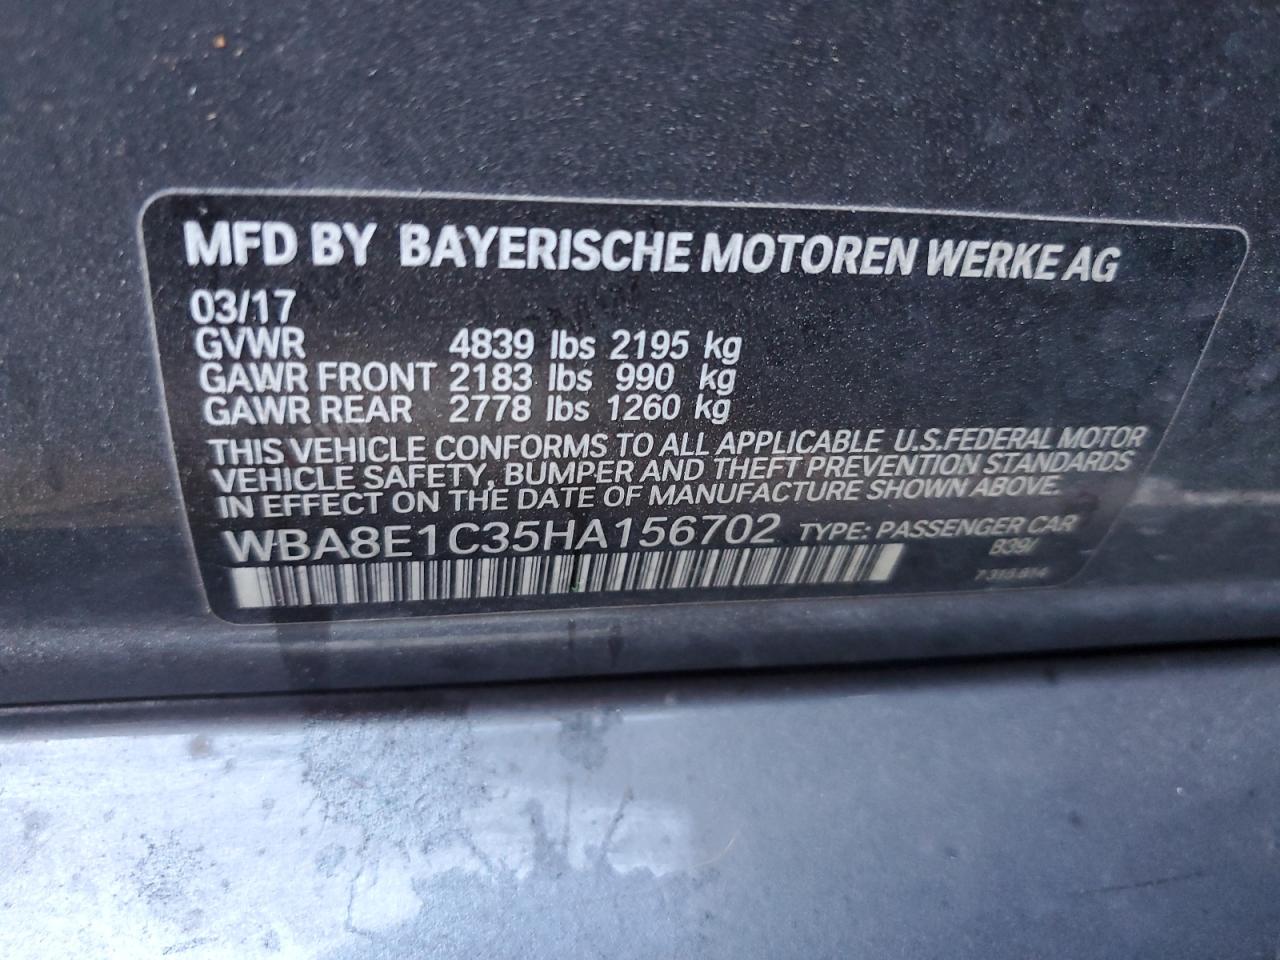 MFD BY BAYERISCHE MOTOREN WERKE AG
03/17
GVWR 4839 lbs 2195 kg
GAWR FRONT 2183 lbs 990 kg
GAWR REAR 2778 lbs 1260 kg
THIS VEHICLE CONFORMS TO ALL APPLICABLE U.S.FEDERAL MOTOR
VEHICLE SAFETY, BUMPER AND THEFT PREVENTION STANDARDS
IN EFFECT ON THE DATE OF MANUFACTURE SHOWN ABOVE.
WBA8E1C35HA156702 TYPE: PASSENGER CAR